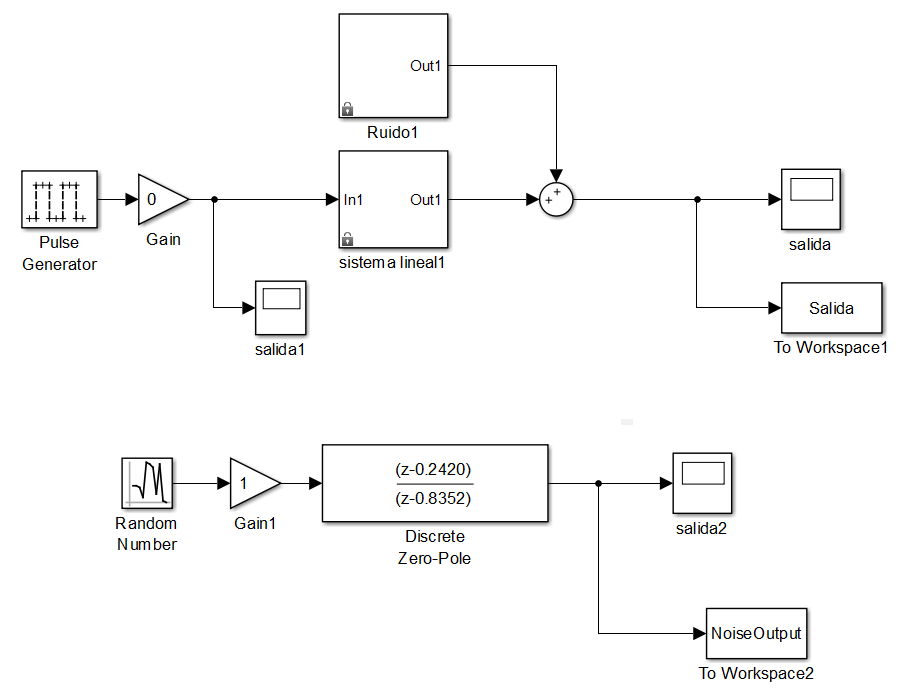 Out1
Ruido1
Pulse
Generator
0
Gain
In1
Out1
sistema lineal1
+
+
salida
salida1
Salida
To Workspace1
Random
Number
1
Gain1
(z-0.2420)
(z-0.8352)
Discrete
Zero-Pole
salida2
NoiseOutput
To Workspace2